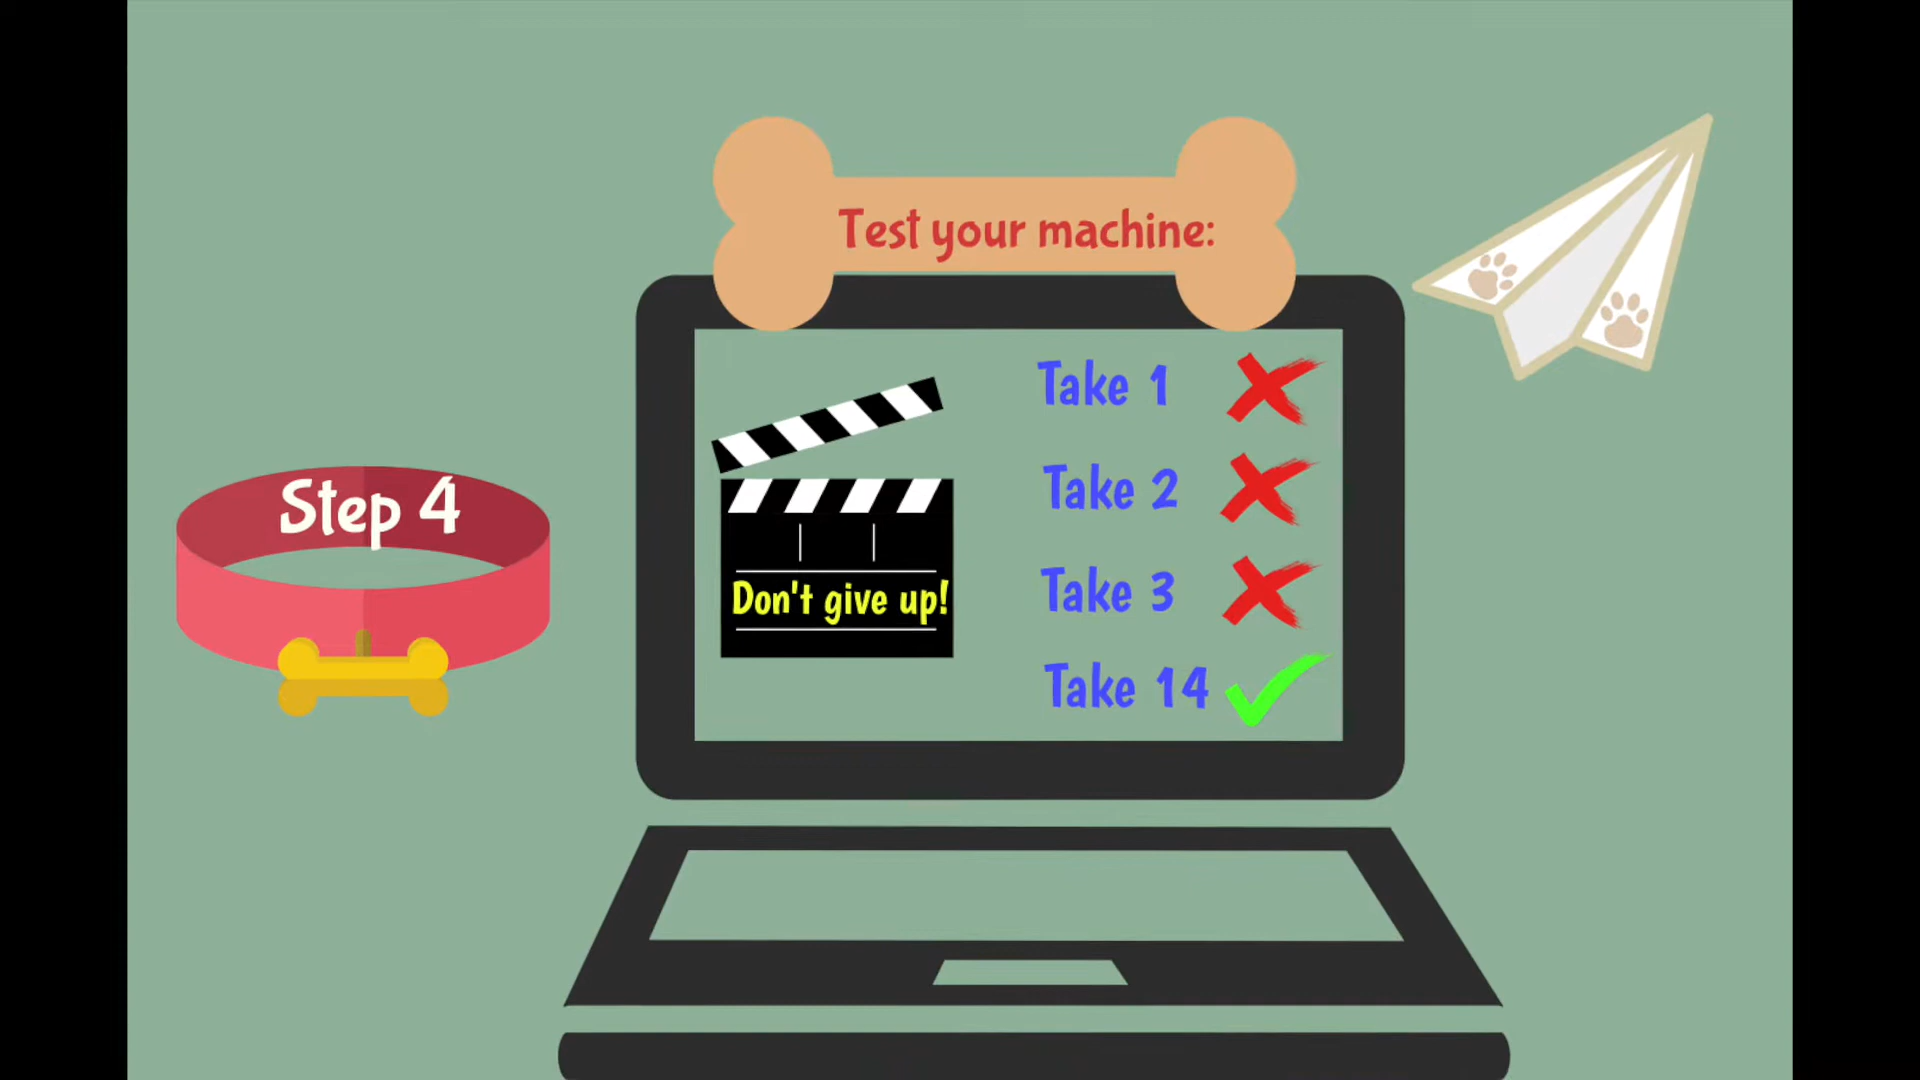 Test your machine:
Step 4
Don't give up!
Take 1
Take 2
Take 3
Take 14